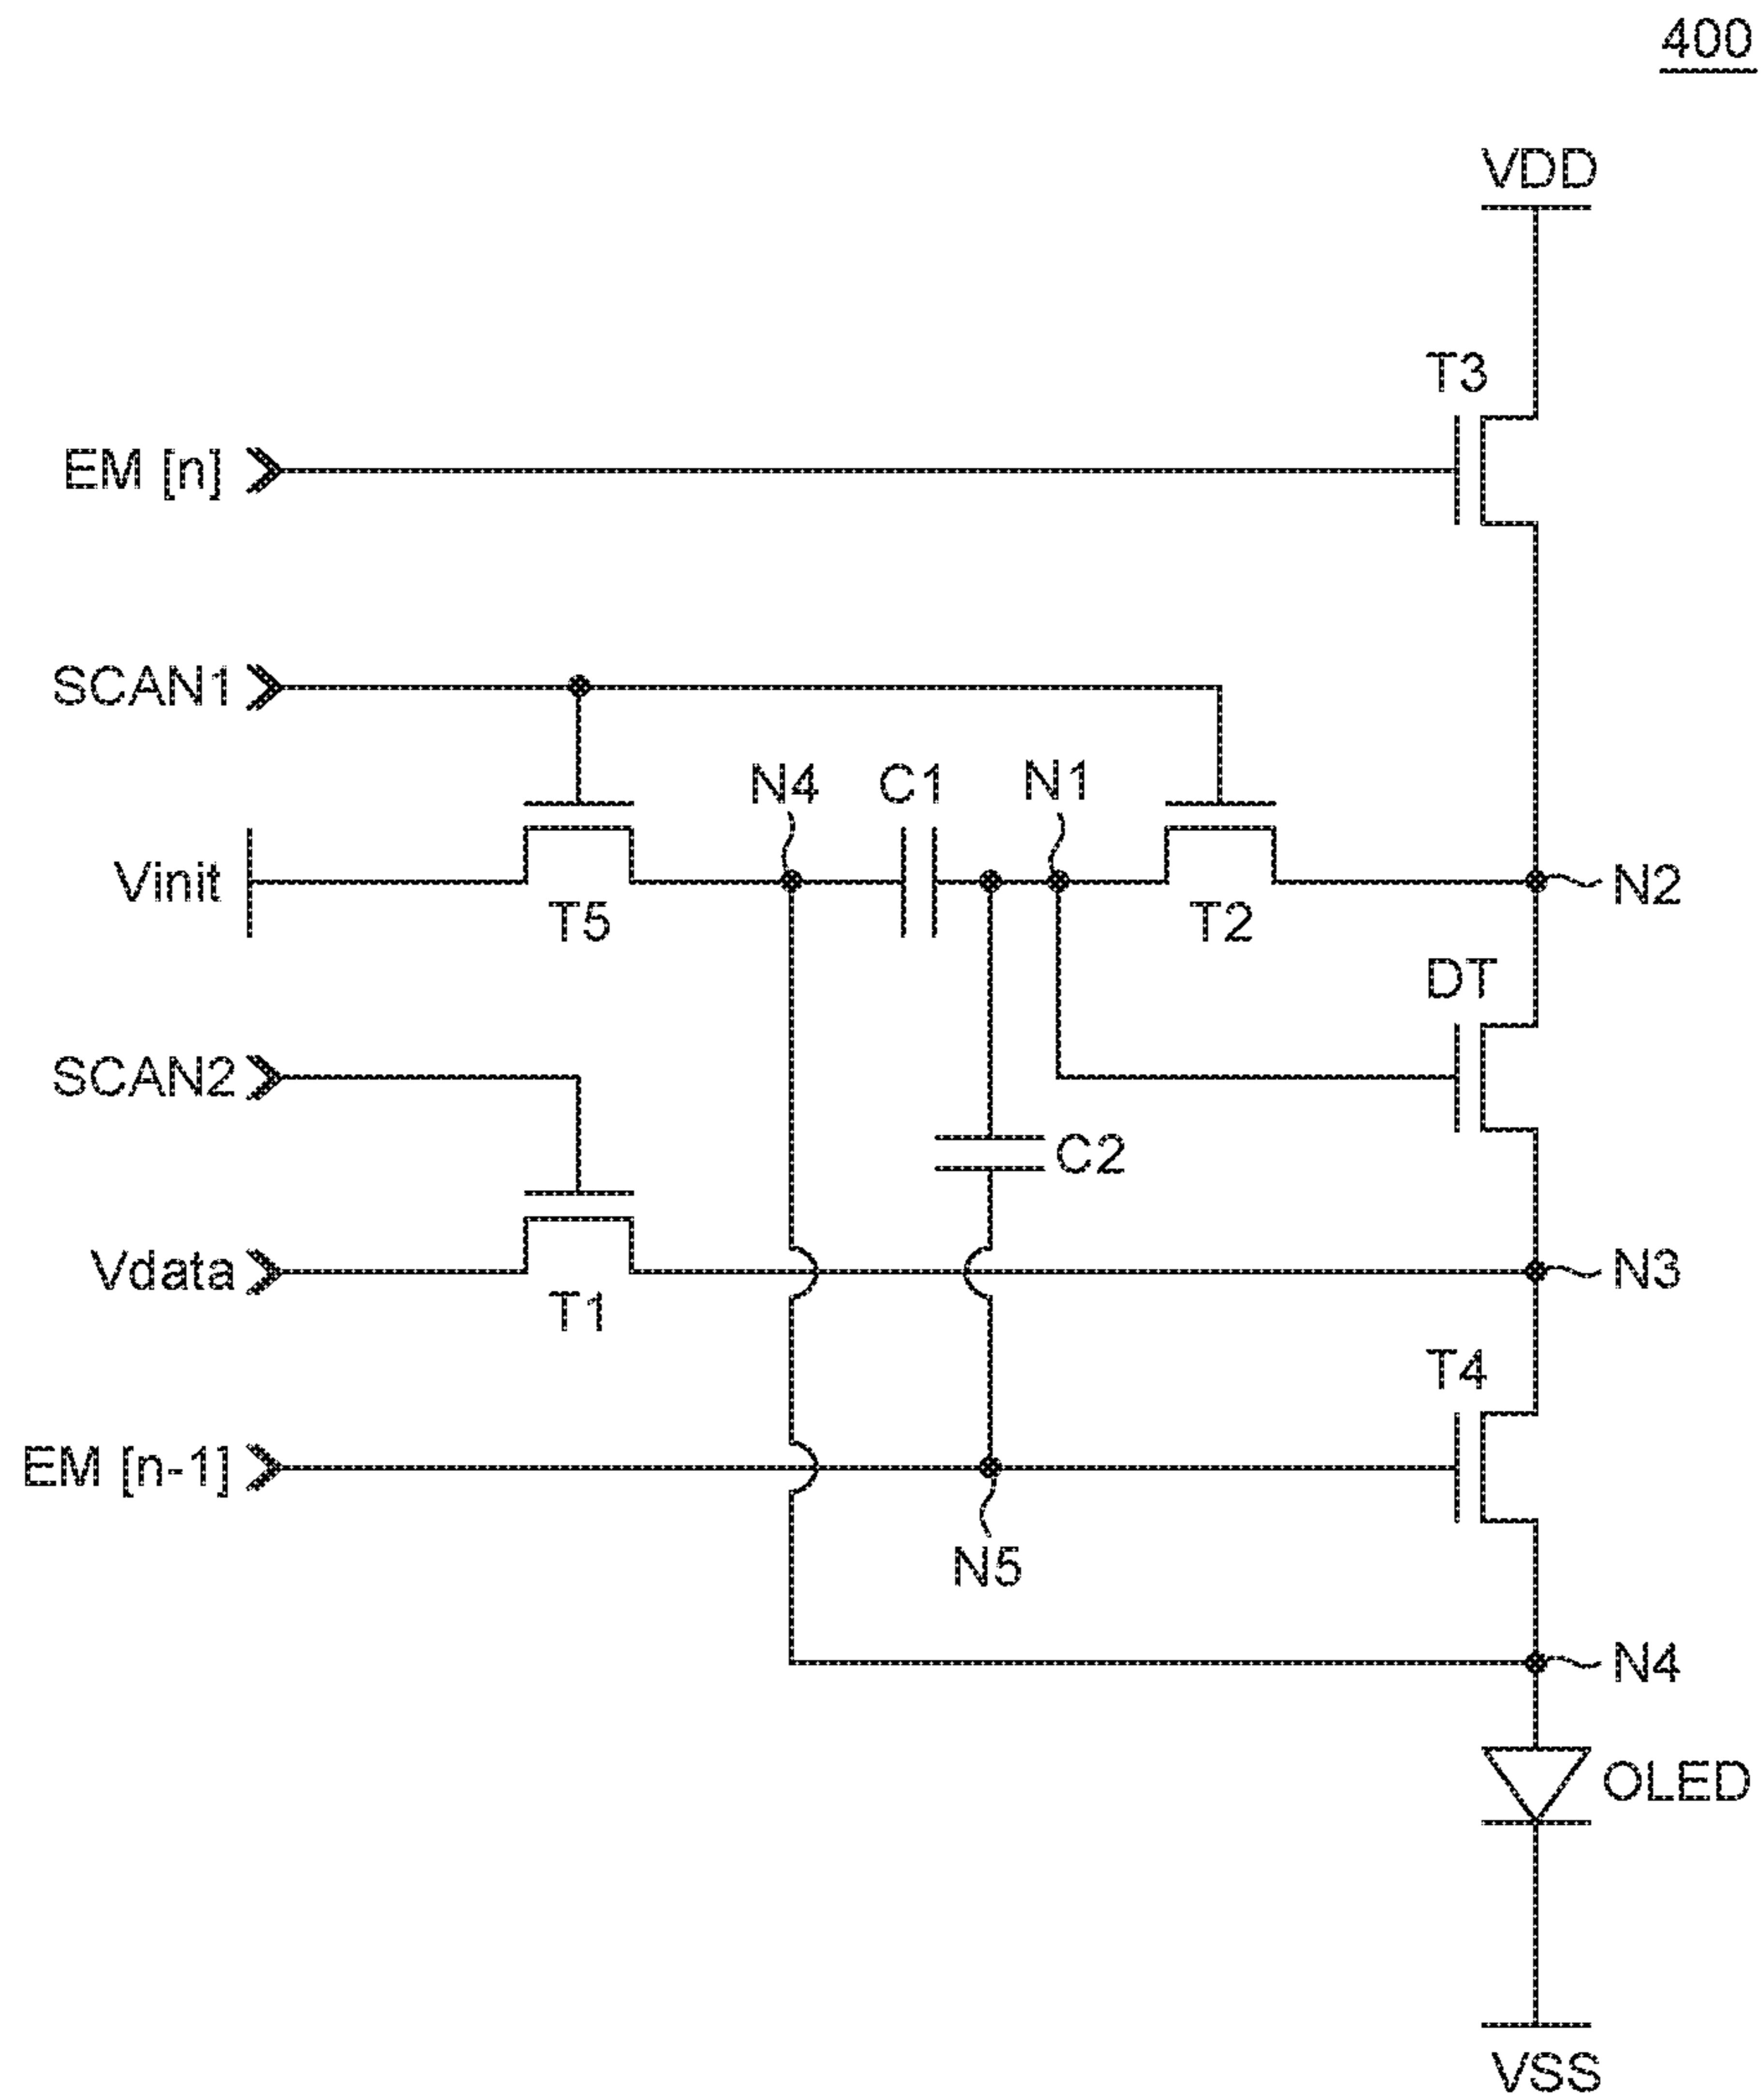 400
VDD
T3
EM [n]
SCAN1
N4
C1
N1
Vinit
T5
T2
N2
DT
SCAN2
C2
Vdata
T1
N3
T4
EM [n-1]
N5
N4
OLED
VSS